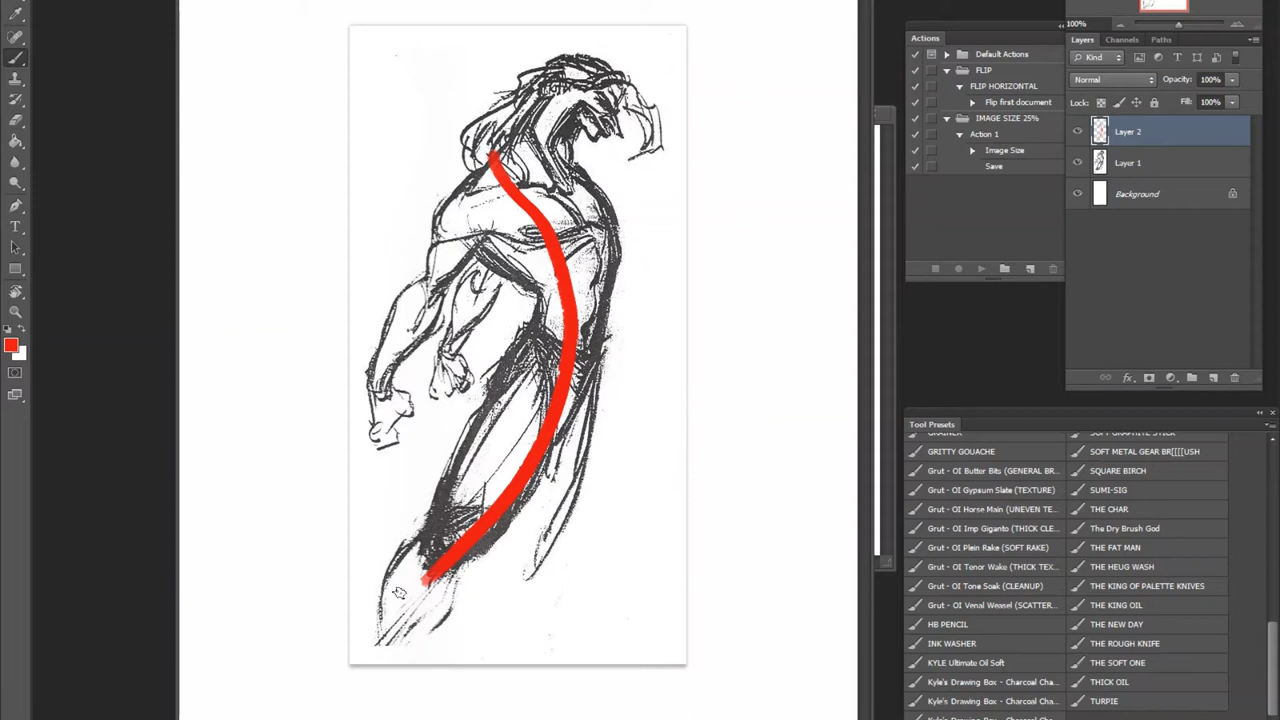 100%
Actions
Default Actions
FLIP
FLIP HORIZONTAL
Flip first document
IMAGE SIZE 25%
Action 1
Image Size
Save
Layers Channels Paths
Kind
Normal Opacity: 100%
Lock: Fill: 100%
Layer 2
Layer 1
Background
Tool Presets
GRAINER SOFT GRAPHITE STICK
GRITTY GOUACHE SOFT METAL GEAR BR[[[[USH
Grut - OI Butter Bits (GENERAL BR... SQUARE BIRCH
Grut - OI Gypsum Slate (TEXTURE) SUMI-SIG
Grut - OI Horse Main (UNEVEN TE... THE CHAR
Grut - OI Imp Giganto (THICK CLE... The Dry Brush God
Grut - OI Plein Rake (SOFT RAKE) THE FAT MAN
Grut - OI Tenor Wake (THICK TEX... THE HEUG WASH
Grut - OI Tone Soak (CLEANUP) THE KING OF PALETTE KNIVES
Grut - OI Venal Weasel (SCATTER... THE KING OIL
HB PENCIL THE NEW DAY
INK WASHER THE ROUGH KNIFE
KYLE Ultimate Oil Soft THE SOFT ONE
Kyle's Drawing Box - Charcoal Cha... THICK OIL
Kyle's Drawing Box - Charcoal Cha... TURPIE